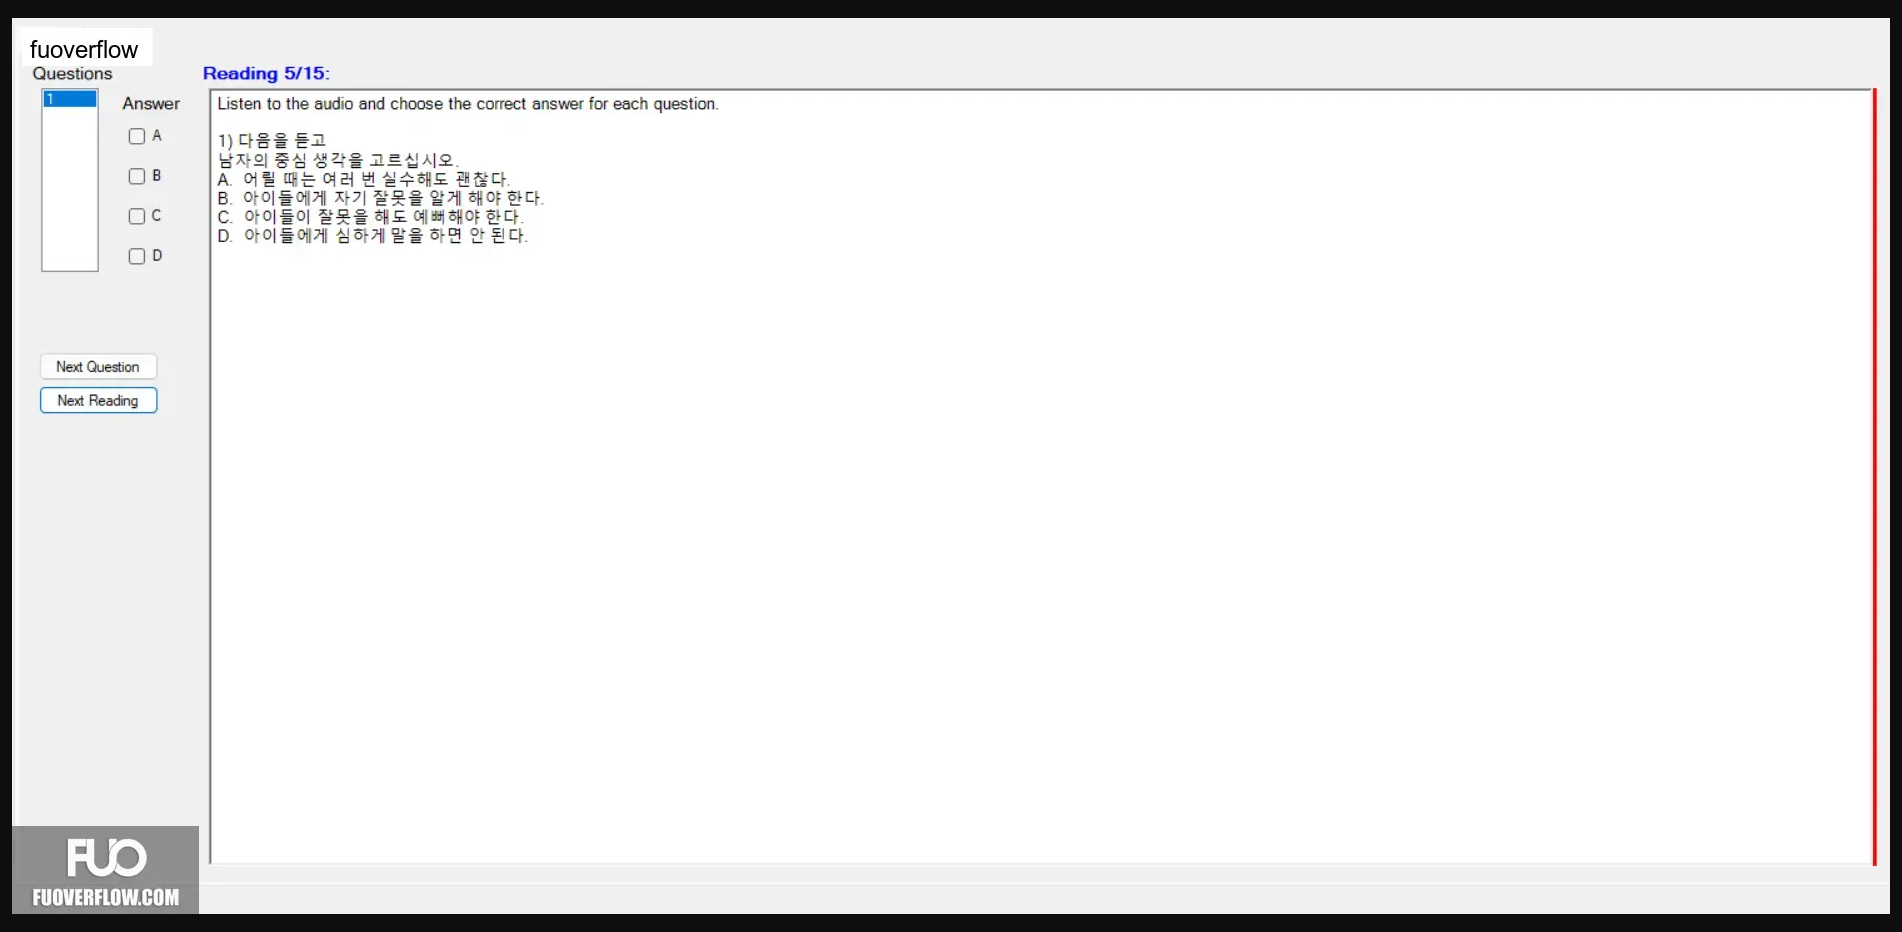 fuoverflow
Questions
Reading 5/15:
1
Answer
A
B
C
D
Next Question
Next Reading
Listen to the audio and choose the correct answer for each question.
1) 다음을 듣고
남자의 중심 생각을 고르십시오.
A. 어릴 때는 여러 번 실수해도 괜찮다.
B. 아이들에게 자기 잘못을 알게 해야 한다.
C. 아이들이 잘못을 해도 예뻐해야 한다.
D. 아이들에게 심하게 말을 하면 안 된다.
FUO
FUOVERFLOW.COM